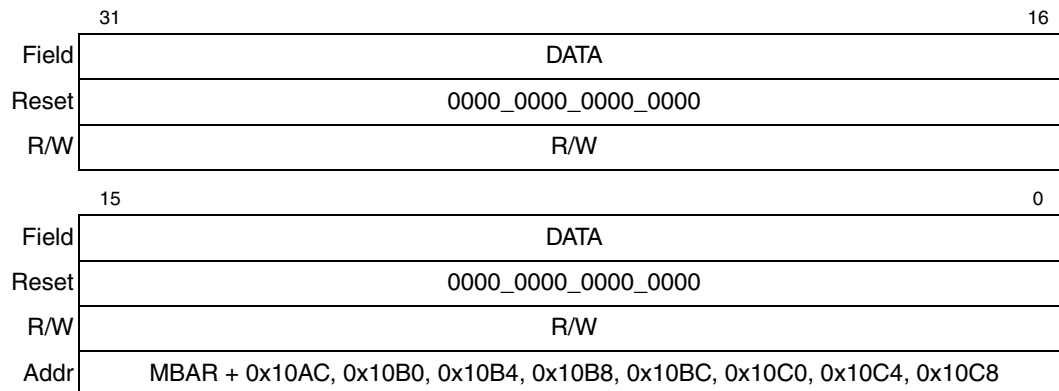 31 16
Field DATA
Reset 0000_0000_0000_0000
R/W R/W
15 0
Field DATA
Reset 0000_0000_0000_0000
R/W R/W
Addr MBAR + 0x10AC, 0x10B0, 0x10B4, 0x10B8, 0x10BC, 0x10C0, 0x10C4, 0x10C8